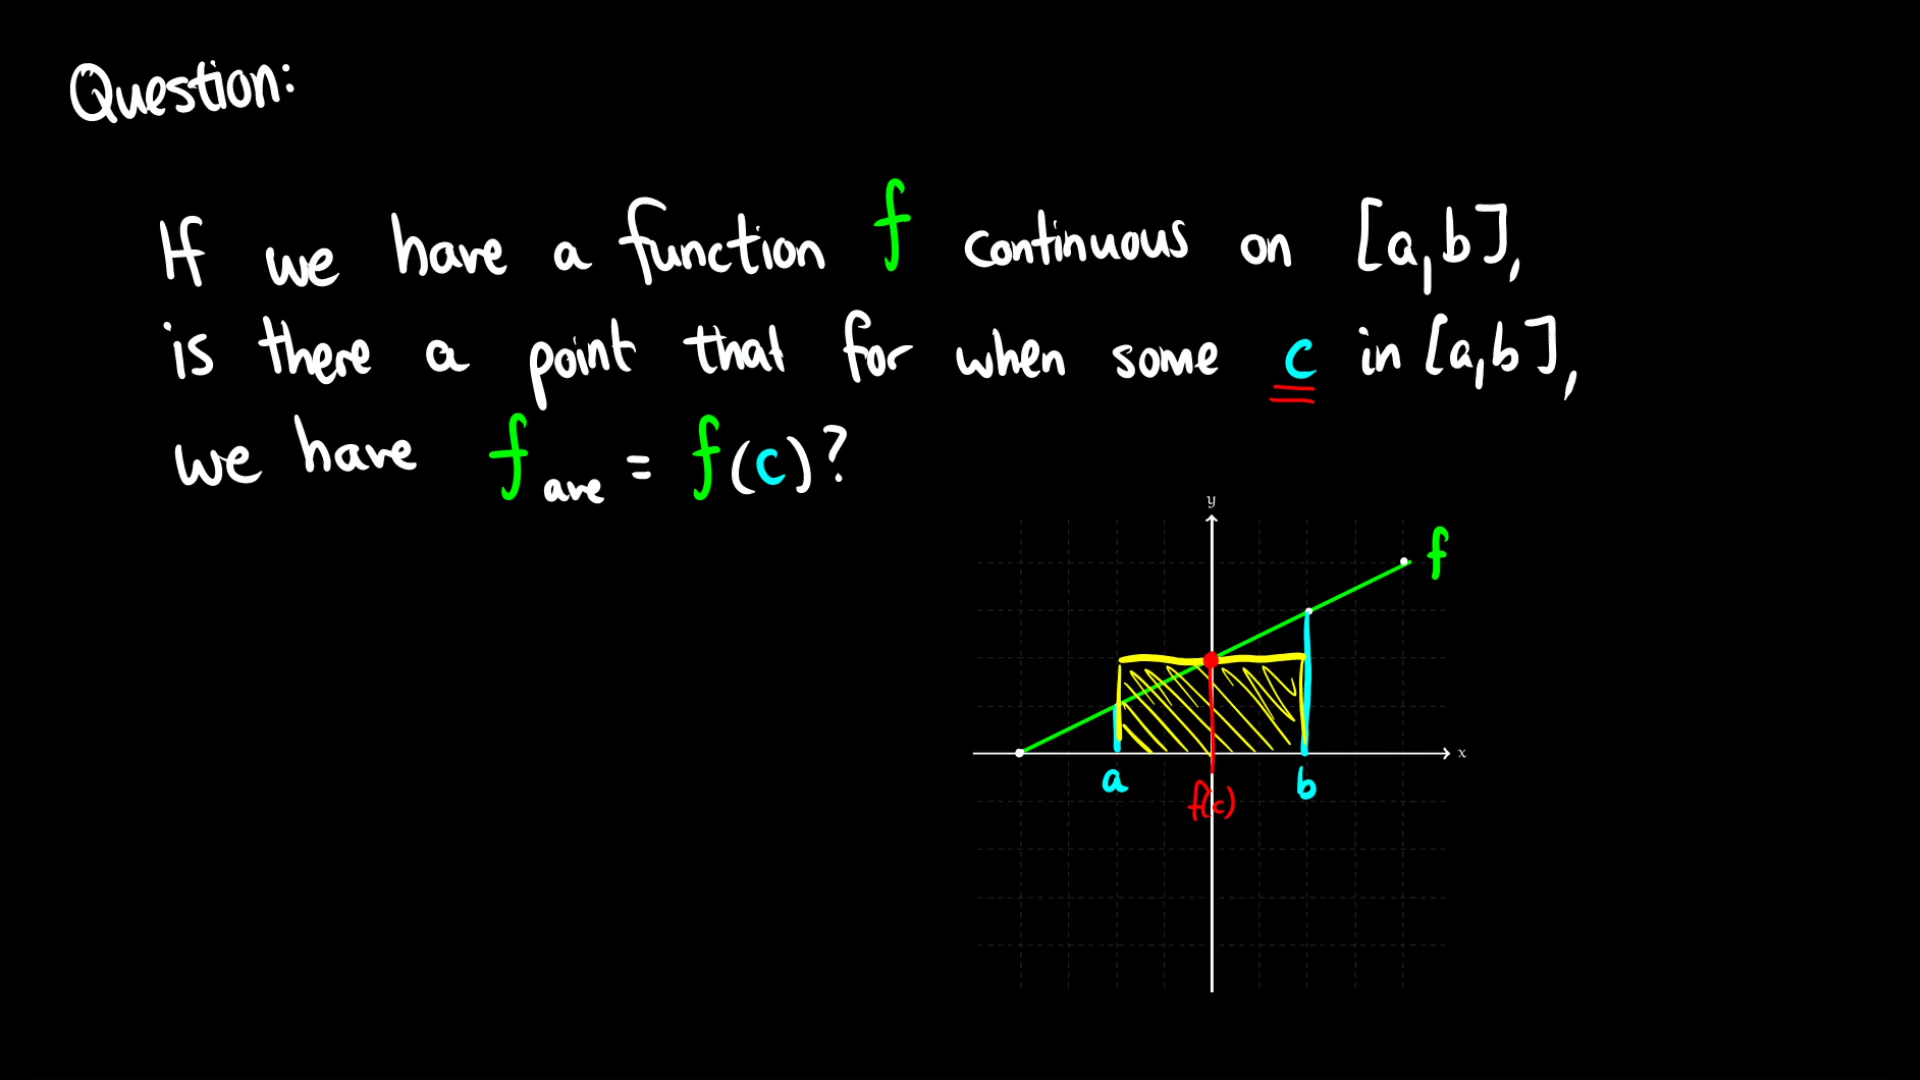 Question:
If we have a function f continuous on [a,b],
is there a point that for when some c in [a,b],
we have f ave = f(c)?
y
f
x
a
f(c)
b